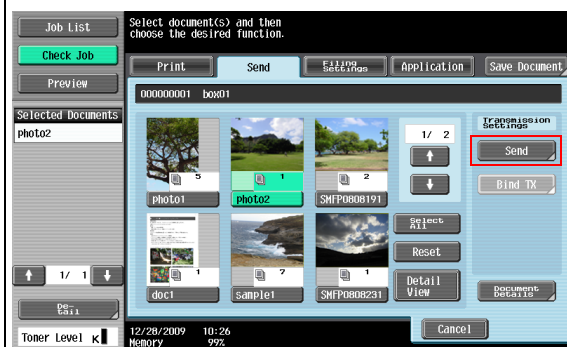 Job List
Select document(s) and then
choose the desired function.
Check Job
Preview
Print
Send
Filing
Settings
Application
Save Document
000000001 box01
Selected Documents
photo2
5
photo1
1
photo2
2
SMFP0808191
1/ 2
Transmission
Settings
Send
Bind TX
Select
All
Reset
1
doc1
7
sample1
1
SMFP0808231
Detail
View
Document
Details
1/ 1
De-
tail
Cancel
Toner Level K
12/28/2009 10:26
Memory 99%